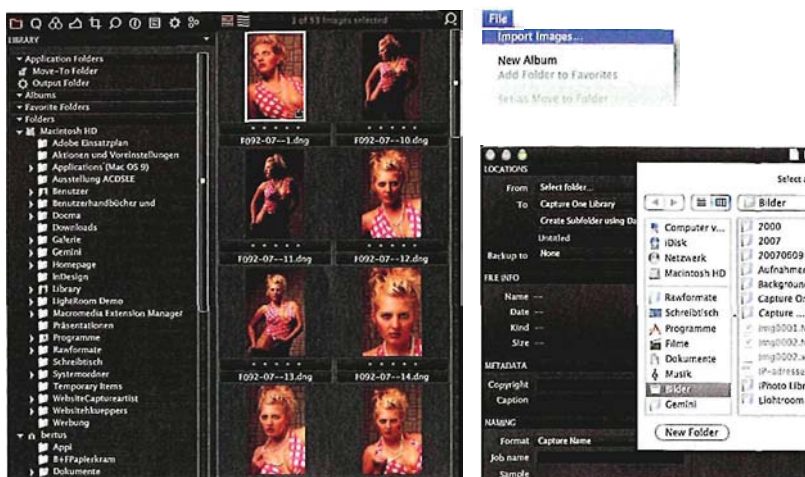 1 of 93 Images selected
LIBRARY
Application Folders
Move-To Folder
Output Folder
Albums
Favorite Folders
Folders
Macintosh HD
Adobe Einsatzplan
Aktionen und Voreinstellungen
Applications (Mac OS 9)
Ausstellung ACDSEE
Benutzer
Benutzerhandbücher und
Docma
Downloads
Galerie
Gemini
Homepage
InDesign
Library
LightRoom Demo
Macromedia Extension Manager
Präsentationen
Programme
Rawformate
Schreibtisch
Systemordner
Temporary Items
WebsiteCaptureartist
Websitehkueppers
Werbung
bertus
Appi
B+FPapierkram
Dokumente
F092-07--1.dng
F092-07--10.dng
F092-07--11.dng
F092-07--12.dng
F092-07--13.dng
F092-07--14.dng
File
Import Images...
New Album
Add Folder to Favorites
Set as Move to Folder
LOCATIONS
From Select folder...
To Capture One Library
Create Subfolder using Da
Untitled
Backup to None
FILE INFO
Name --
Date --
Kind --
Size --
METADATA
Copyright
Caption
NAMING
Format Capture Name
Job name
Sample
Select a
Bilder
Computer v...
iDisk
Netzwerk
Macintosh HD
Rawformate
Schreibtisch
Programme
Filme
Dokumente
Musik
Bilder
Gemini
2000
2007
20070609
Aufnahmen
Background
Capture O
Capture ...
img0001.N
img0002.N
img0002.x
IP-adressu
iPhoto Libr
Lightroom
New Folder